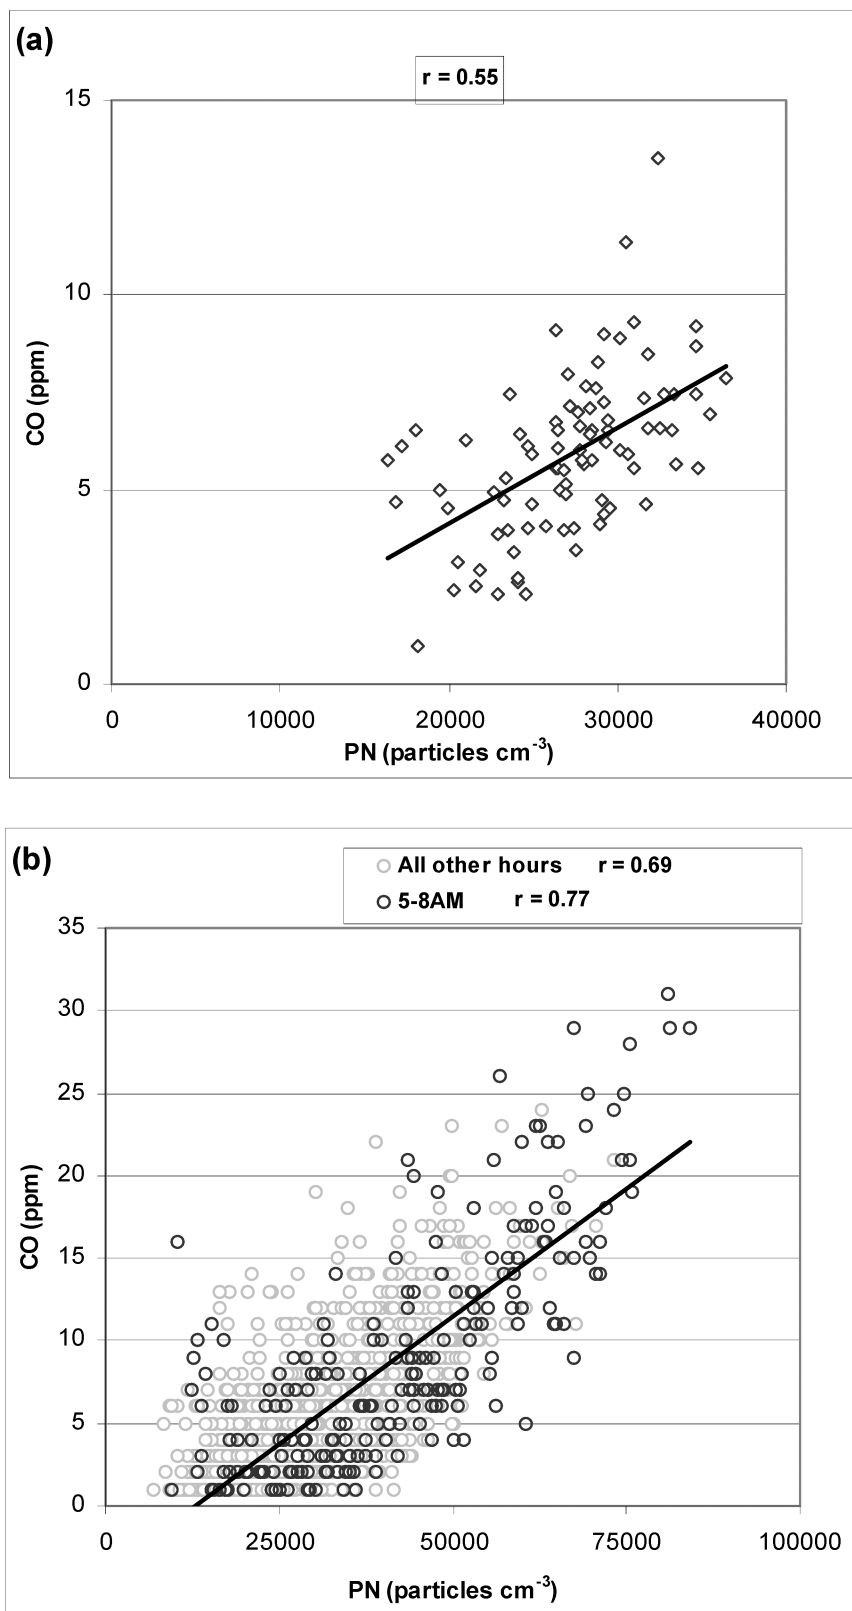 (a)
r = 0.55
15
10
5
0
CO (ppm)
0 10000 20000 30000 40000
PN (particles cm-3)
(b)
All other hours r = 0.69
5-8AM r = 0.77
35
30
25
20
15
10
5
0
CO (ppm)
0 25000 50000 75000 100000
PN (particles cm-3)